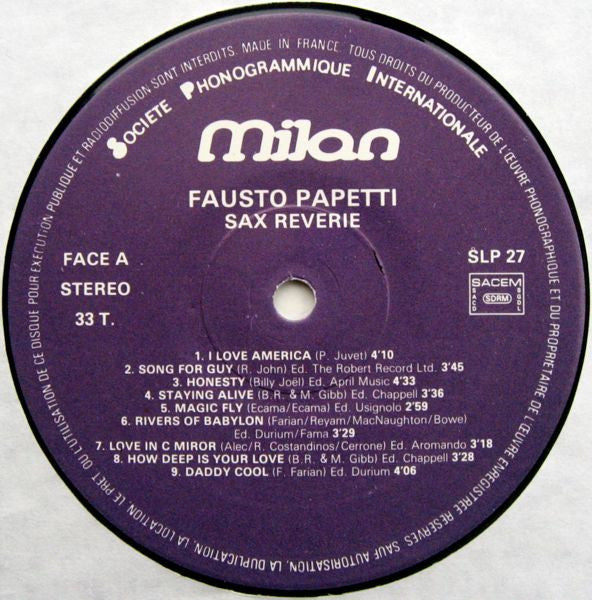 TOUS DROITS DU PRODUCTEUR DE L'ŒUVRE PHONOGRAPHIQUE ET DU PROPRIETAIRE DE L'ŒUVRE ENREGISTREE RESERVES. SAUF AUTORISATION, LA DUPLICATION, LA LOCATION, LE PRET OU L'UTILISATION DE CE DISQUE POUR EXECUTION PUBLIQUE ET RADIODIFFUSION SONT INTERDITS. MADE IN FRANCE.
SOCIETE PHONOGRAMMIQUE INTERNATIONALE
Milan
FAUSTO PAPETTI
SAX REVERIE
FACE A
STEREO
33 T.
SLP 27
SACEM
SACD
SDRM
SGDL
1. I LOVE AMERICA (P. Juvet) 4'10
2. SONG FOR GUY (R. John) Ed. The Robert Record Ltd. 3'45
3. HONESTY (Billy Joël) Ed. April Music 4'33
4. STAYING ALIVE (B.R. & M. Gibb) Ed. Chappell 3'36
5. MAGIC FLY (Ecama/Ecama) Ed. Usignolo 2'59
6. RIVERS OF BABYLON (Farian/Reyam/MacNaughton/Bowe)
Ed. Durium/Fama 3'29
7. LOVE IN C MIROR (Alec/R. Costandinos/Cerrone) Ed. Aromando 3'18
8. HOW DEEP IS YOUR LOVE (B.R. & M. Gibb) Ed. Chappell 3'28
9. DADDY COOL (F. Farian) Ed. Durium 4'06